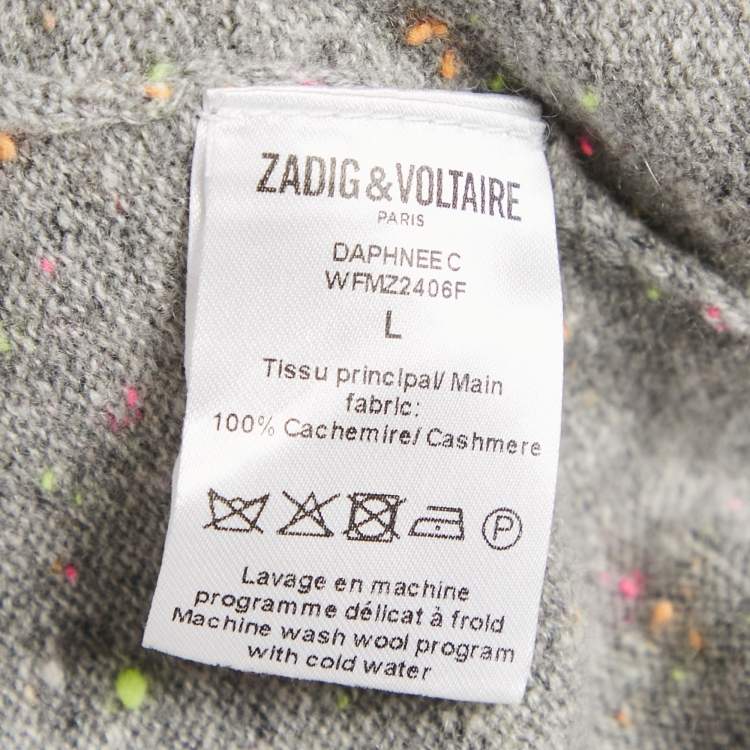 ZADIG & VOLTAIRE
PARIS
DAPHNEE C
WFMZ2406F
L
Tissu principal/ Main
fabric:
100% Cachemire/ Cashmere
P
Lavage en machine
programme délicat à froid
Machine wash wool program
with cold water